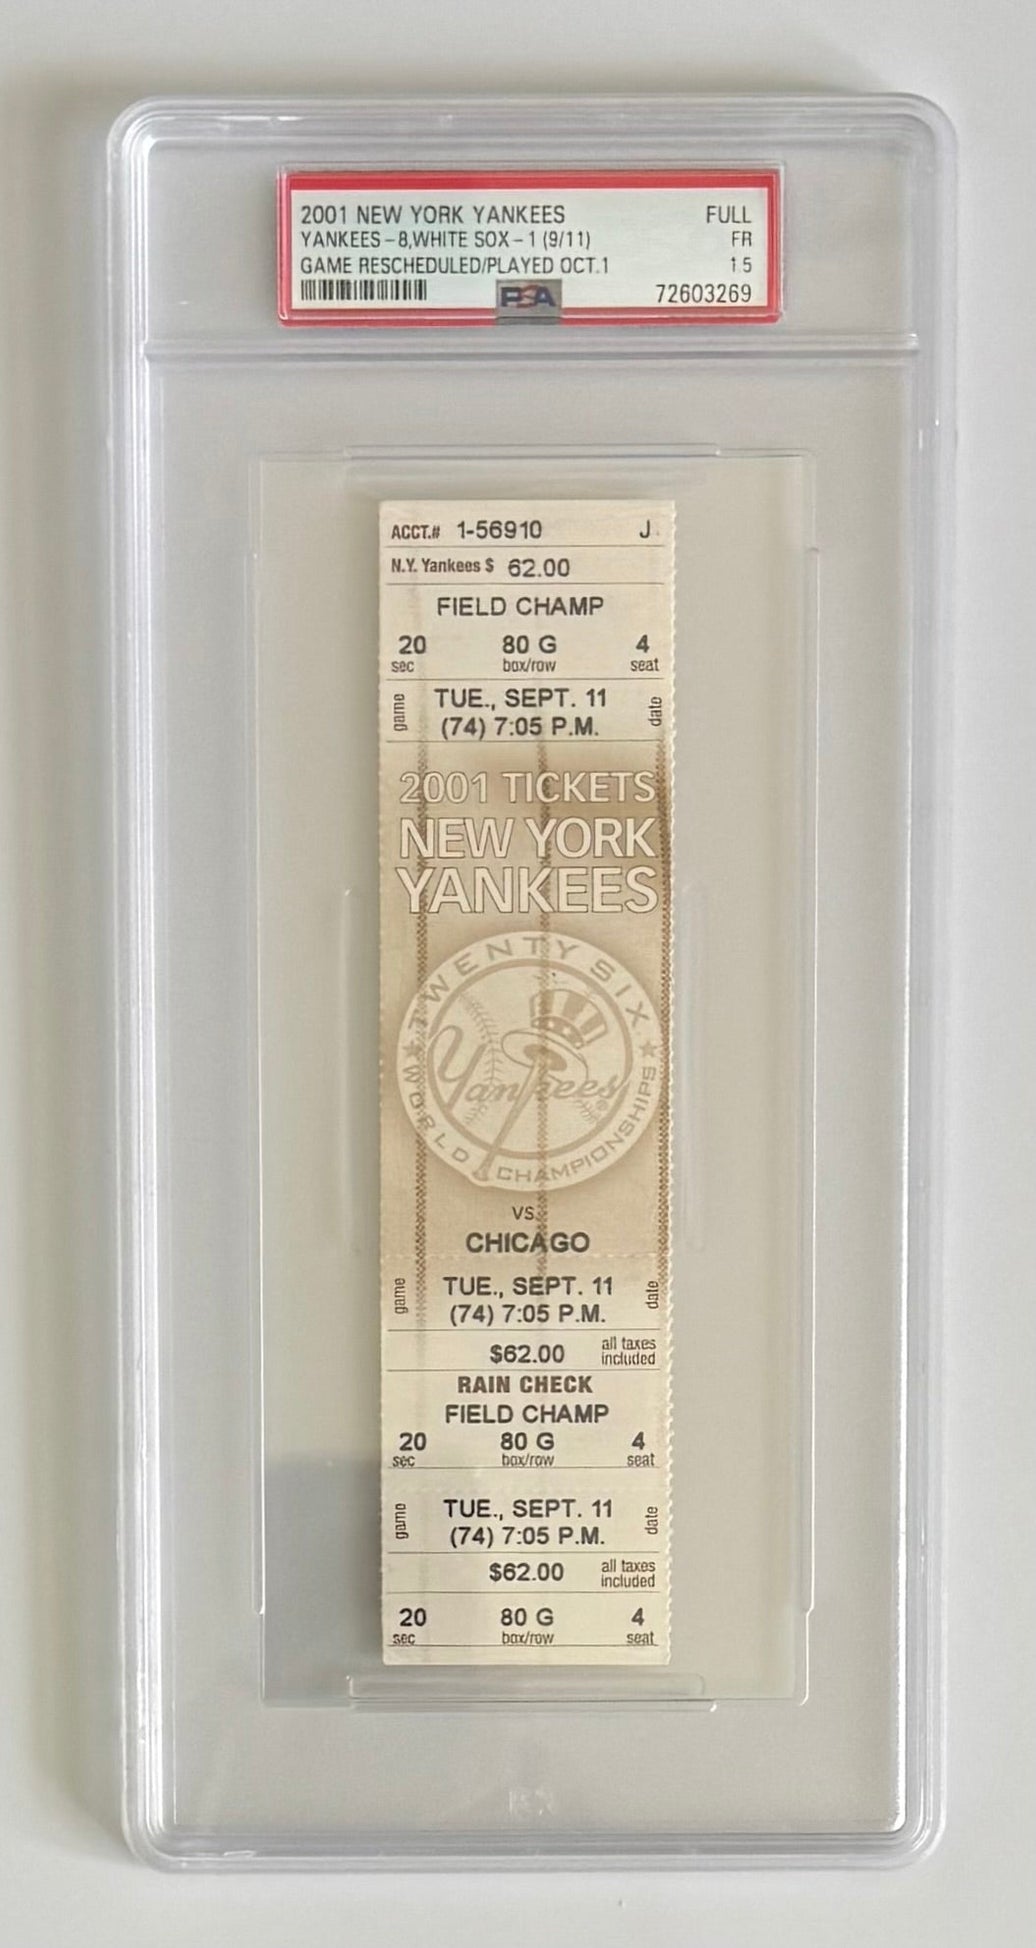 2001 NEW YORK YANKEES FULL
YANKEES-8,WHITE SOX-1 (9/11) FR
GAME RESCHEDULED/PLAYED OCT.1 1.5
PSA 72603269
ACCT.# 1-56910 J
N.Y. Yankees $ 62.00
FIELD CHAMP
20 80 G 4
sec box/row seat
game TUE., SEPT. 11 date
(74) 7:05 P.M.
2001 TICKETS
NEW YORK
YANKEES
TWENTY SIX
Yankees
WORLD CHAMPIONSHIPS
VS.
CHICAGO
game TUE., SEPT. 11 date
(74) 7:05 P.M.
$62.00 all taxes
included
RAIN CHECK
FIELD CHAMP
20 80 G 4
sec box/row seat
game TUE., SEPT. 11 date
(74) 7:05 P.M.
$62.00 all taxes
included
20 80 G 4
sec box/row seat